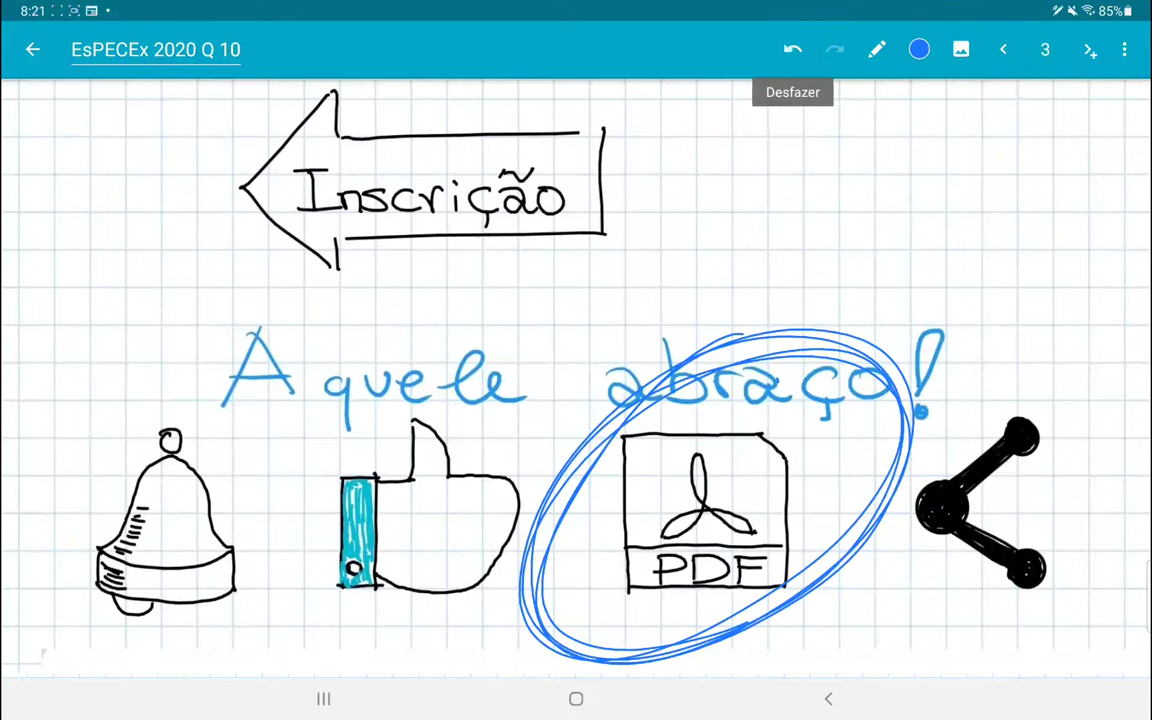 8:21 85%
EsPECEx 2020 Q 10 3
Desfazer
Inscrição
Aquele abraço!
PDF